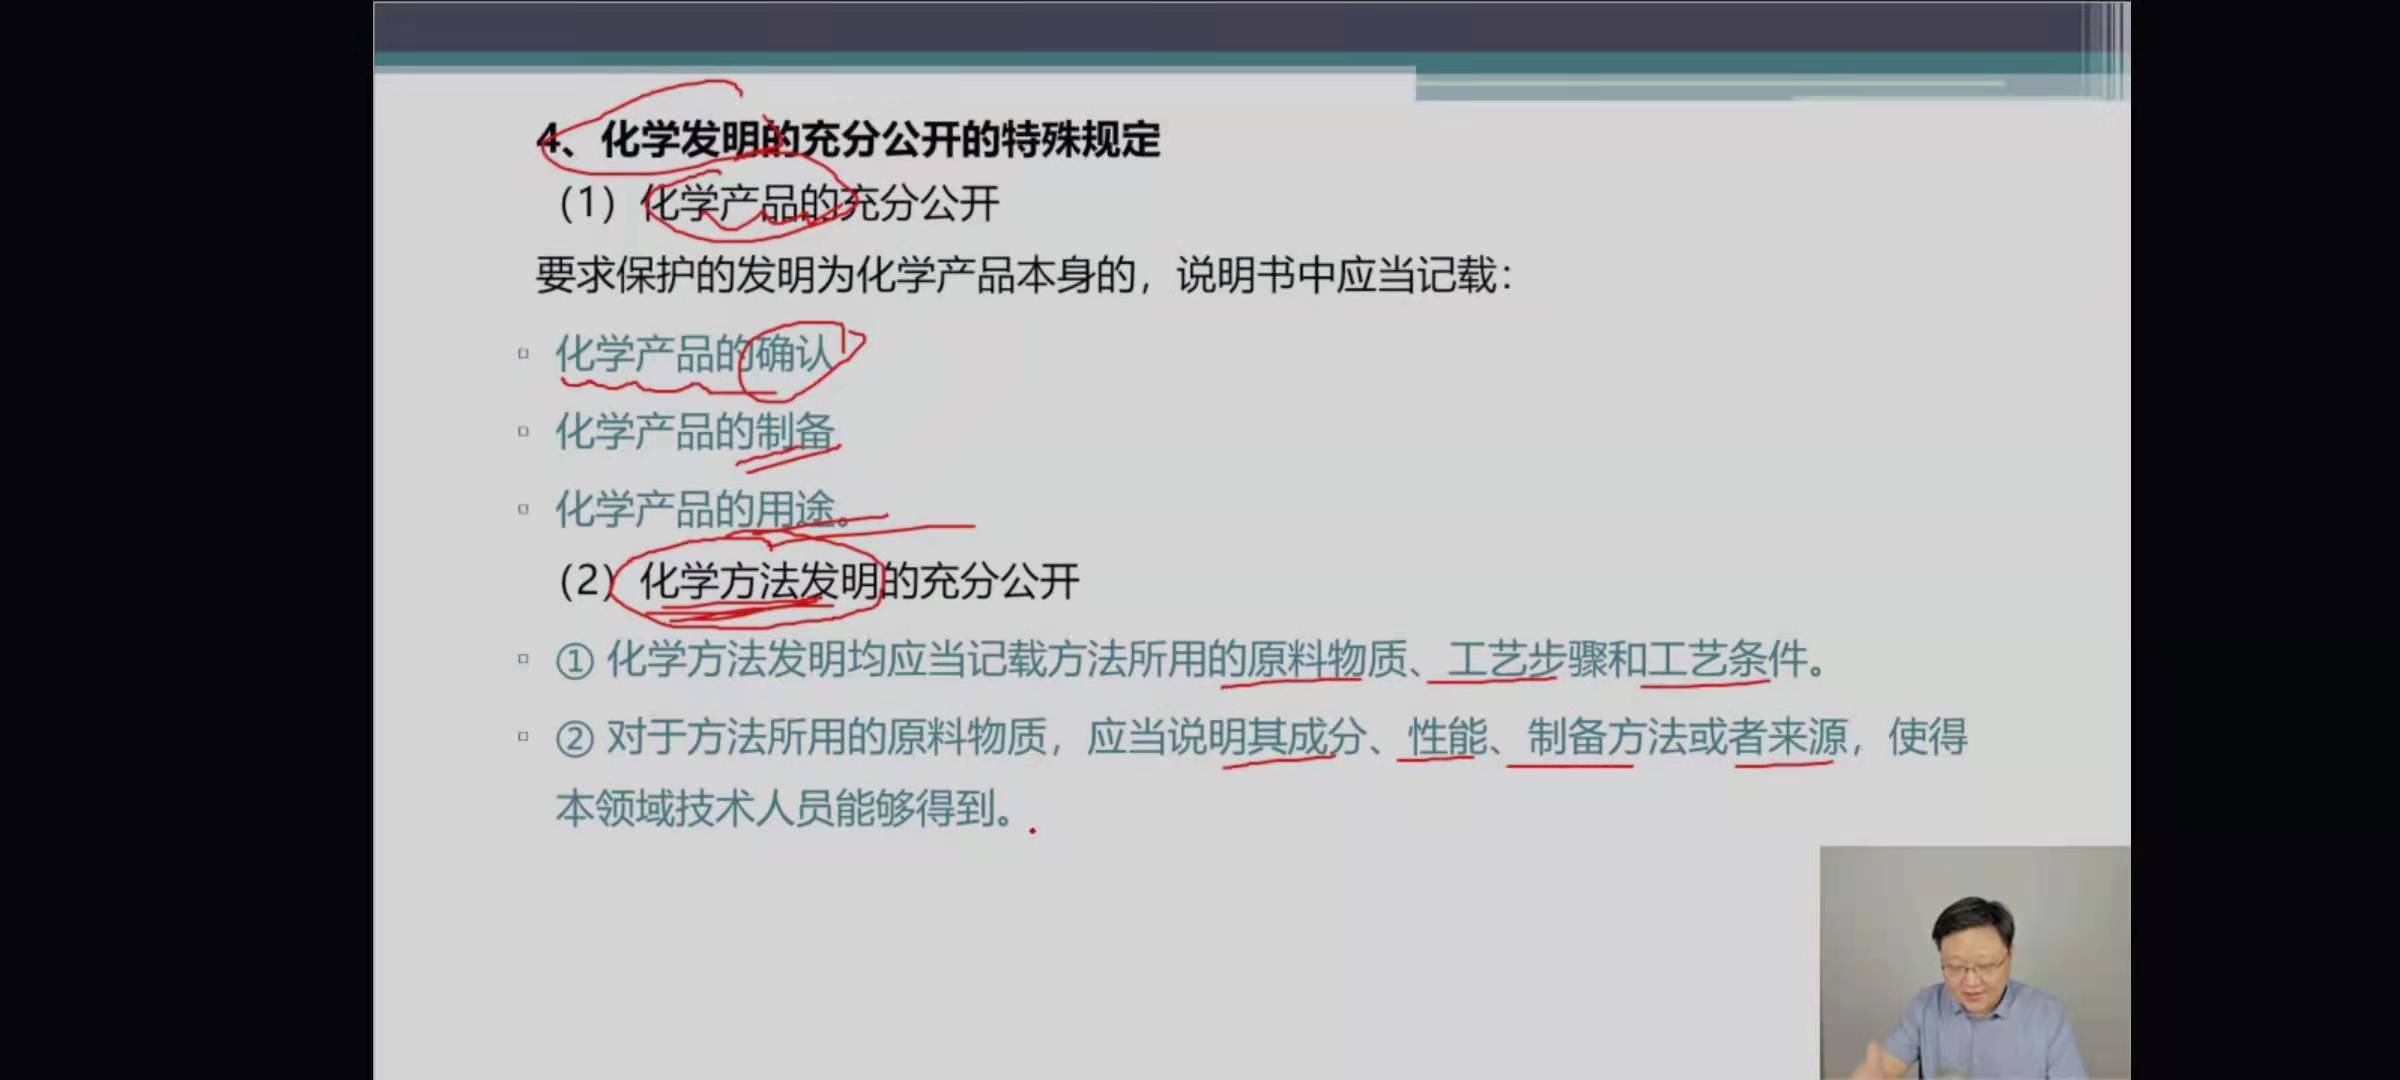 4、化学发明的充分公开的特殊规定
（1）化学产品的充分公开
要求保护的发明为化学产品本身的，说明书中应当记载：
化学产品的确认
化学产品的制备
化学产品的用途。
（2）化学方法发明的充分公开
① 化学方法发明均应当记载方法所用的原料物质、工艺步骤和工艺条件。
② 对于方法所用的原料物质，应当说明其成分、性能、制备方法或者来源，使得
本领域技术人员能够得到。